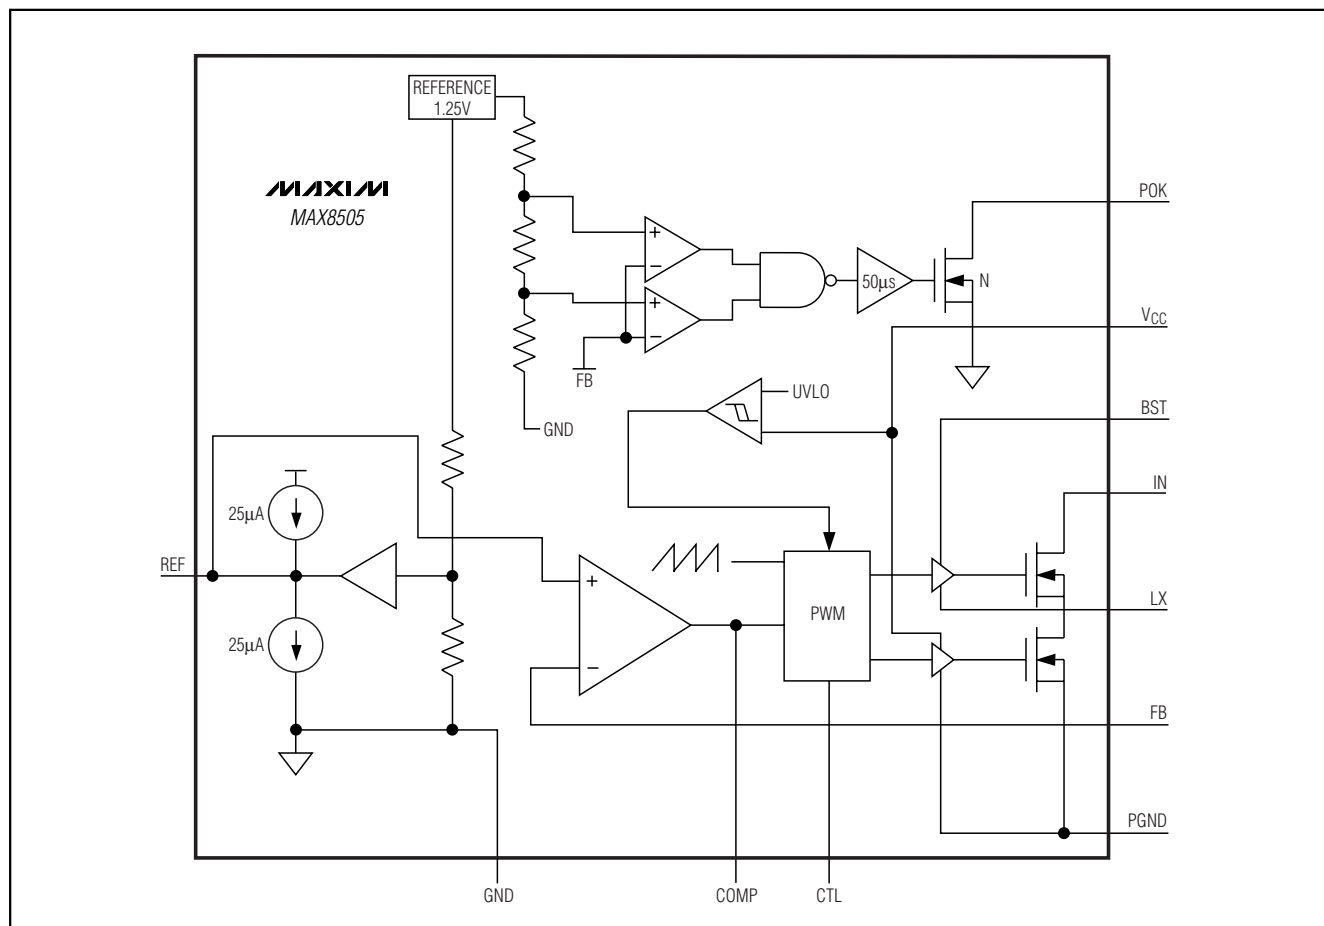 REFERENCE
1.25V
MAXIM
MAX8505
POK
+
−
50µs
N
+
−
VCC
FB
UVLO
BST
GND
IN
25µA
REF
+
PWM
LX
25µA
−
FB
PGND
GND
COMP
CTL